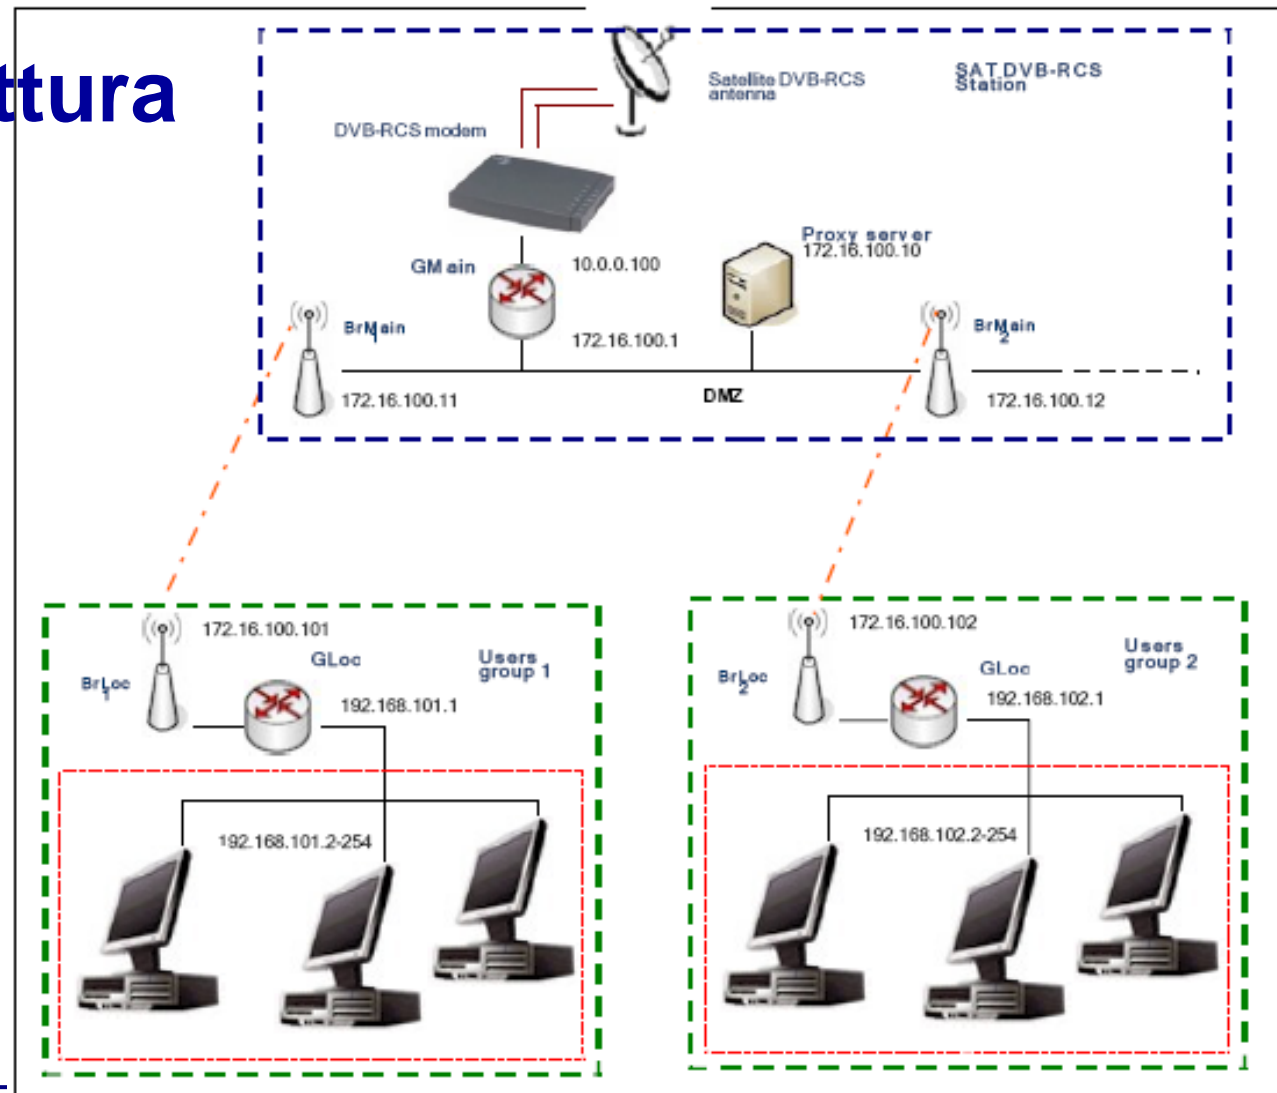 ttura
Satellite DVB-RCS
antenna
SAT DVB-RCS
Station
DVB-RCS modem
Proxy server
172.16.100.10
GMain
10.0.0.100
BrMain
1
172.16.100.1
BrMain
2
172.16.100.11
DMZ
172.16.100.12
172.16.100.101
GLoc
Users
group 1
BrLoc
1
192.168.101.1
192.168.101.2-254
172.16.100.102
GLoc
Users
group 2
BrLoc
2
192.168.102.1
192.168.102.2-254